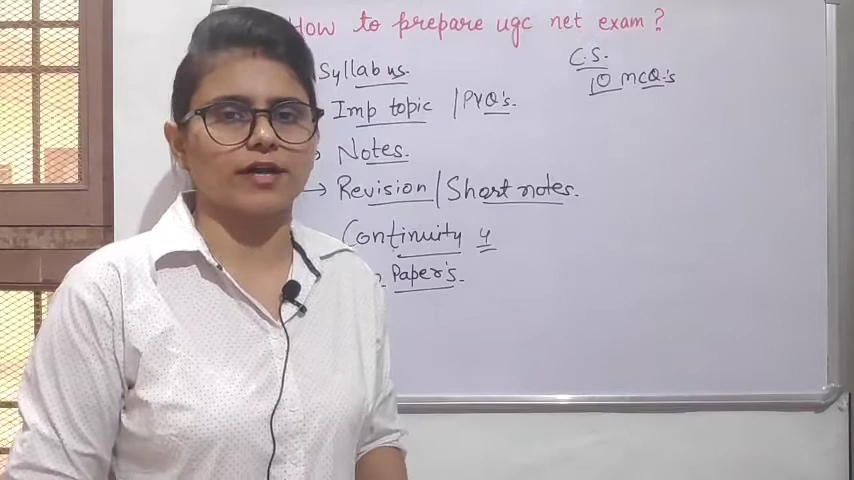 How to prepare ugc net exam ?
Syllabus.
C.S.
10 MCQ's
Imp topic / PYQ's.
Notes.
→ Revision / Short notes.
Continuity 4
Paper's.